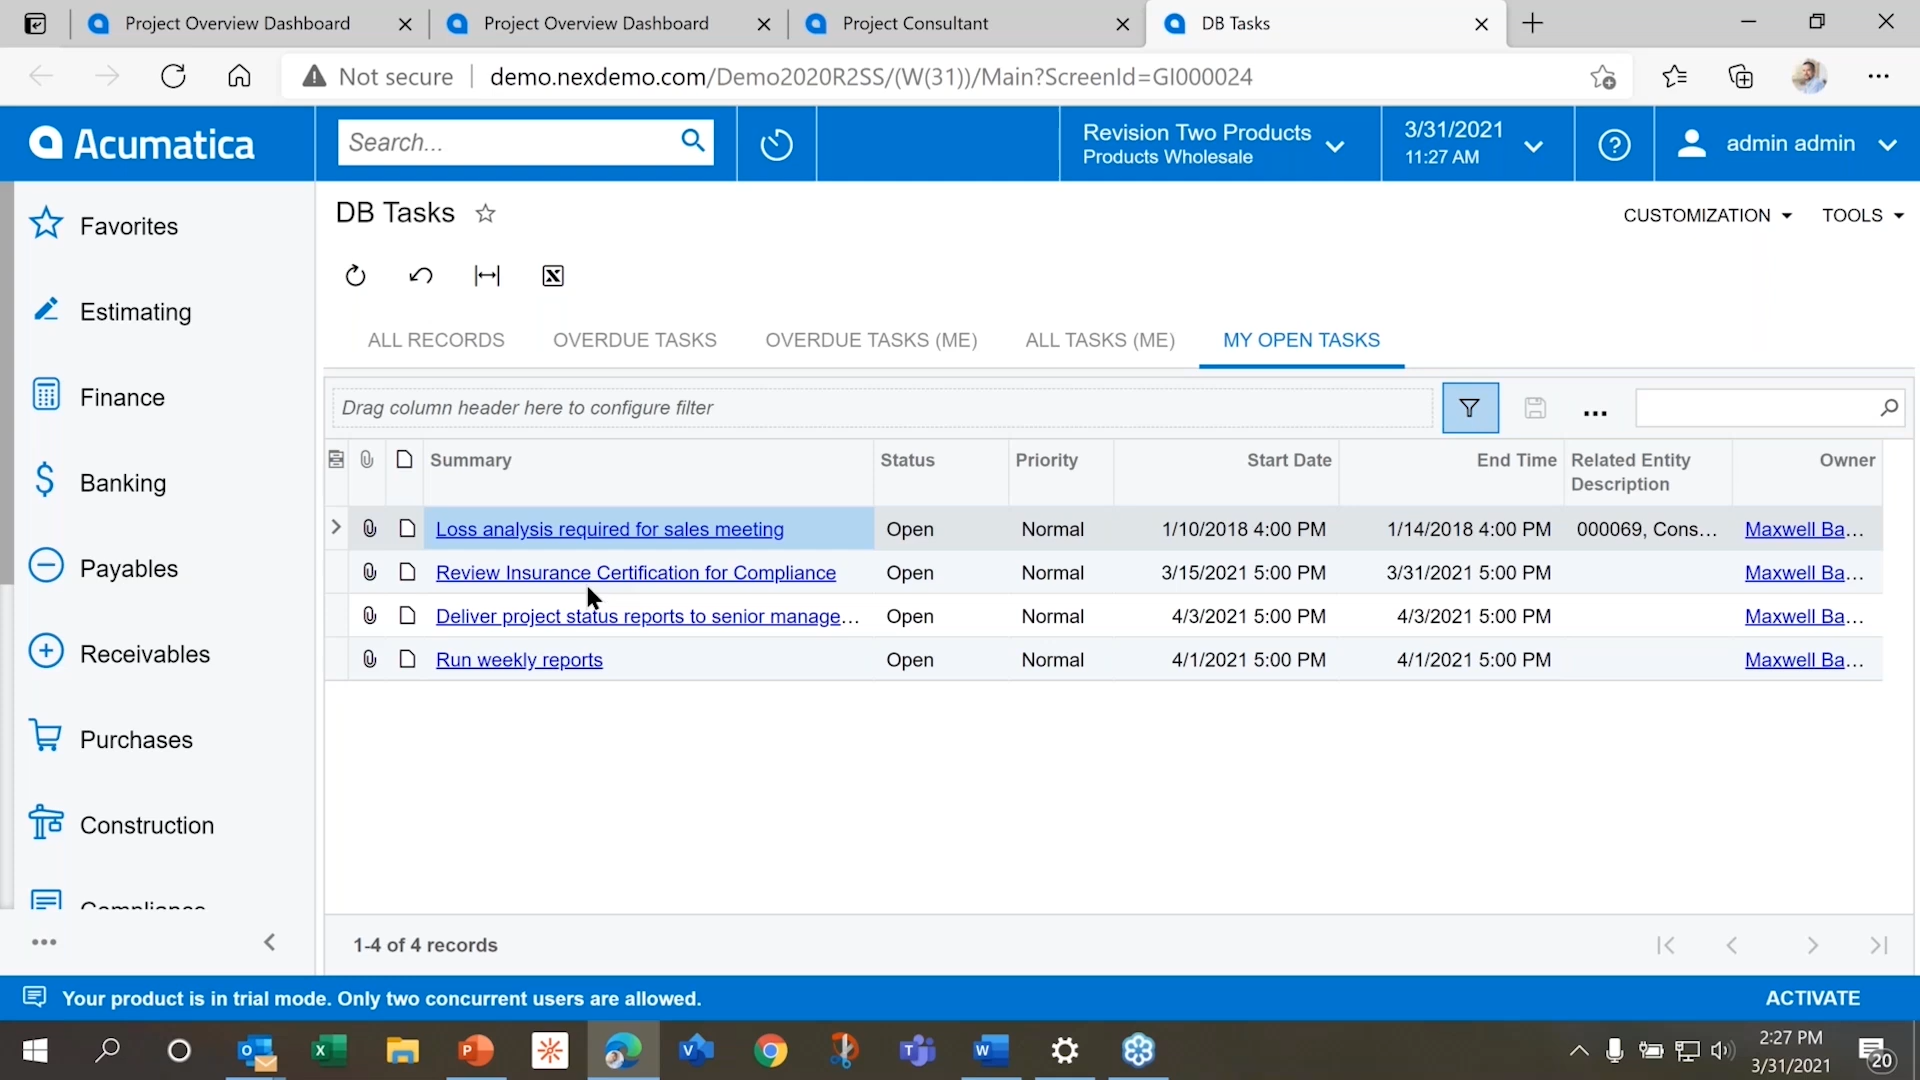 Project Overview Dashboard
Project Overview Dashboard
Project Consultant
DB Tasks
Not secure
demo.nexdemo.com/Demo2020R2SS/(W(31))/Main?ScreenId=GI000024
Acumatica
Search...
Revision Two Products
Products Wholesale
3/31/2021
11:27 AM
admin admin
Favorites
Estimating
Finance
Banking
Payables
Receivables
Purchases
Construction
Compliance
DB Tasks
CUSTOMIZATION
TOOLS
ALL RECORDS
OVERDUE TASKS
OVERDUE TASKS (ME)
ALL TASKS (ME)
MY OPEN TASKS
Drag column header here to configure filter
Summary Status Priority Start Date End Time Related Entity Description Owner
Loss analysis required for sales meeting Open Normal 1/10/2018 4:00 PM 1/14/2018 4:00 PM 000069, Cons... Maxwell Ba...
Review Insurance Certification for Compliance Open Normal 3/15/2021 5:00 PM 3/31/2021 5:00 PM Maxwell Ba...
Deliver project status reports to senior manage... Open Normal 4/3/2021 5:00 PM 4/3/2021 5:00 PM Maxwell Ba...
Run weekly reports Open Normal 4/1/2021 5:00 PM 4/1/2021 5:00 PM Maxwell Ba...
1-4 of 4 records
Your product is in trial mode. Only two concurrent users are allowed.
ACTIVATE
2:27 PM
3/31/2021
20